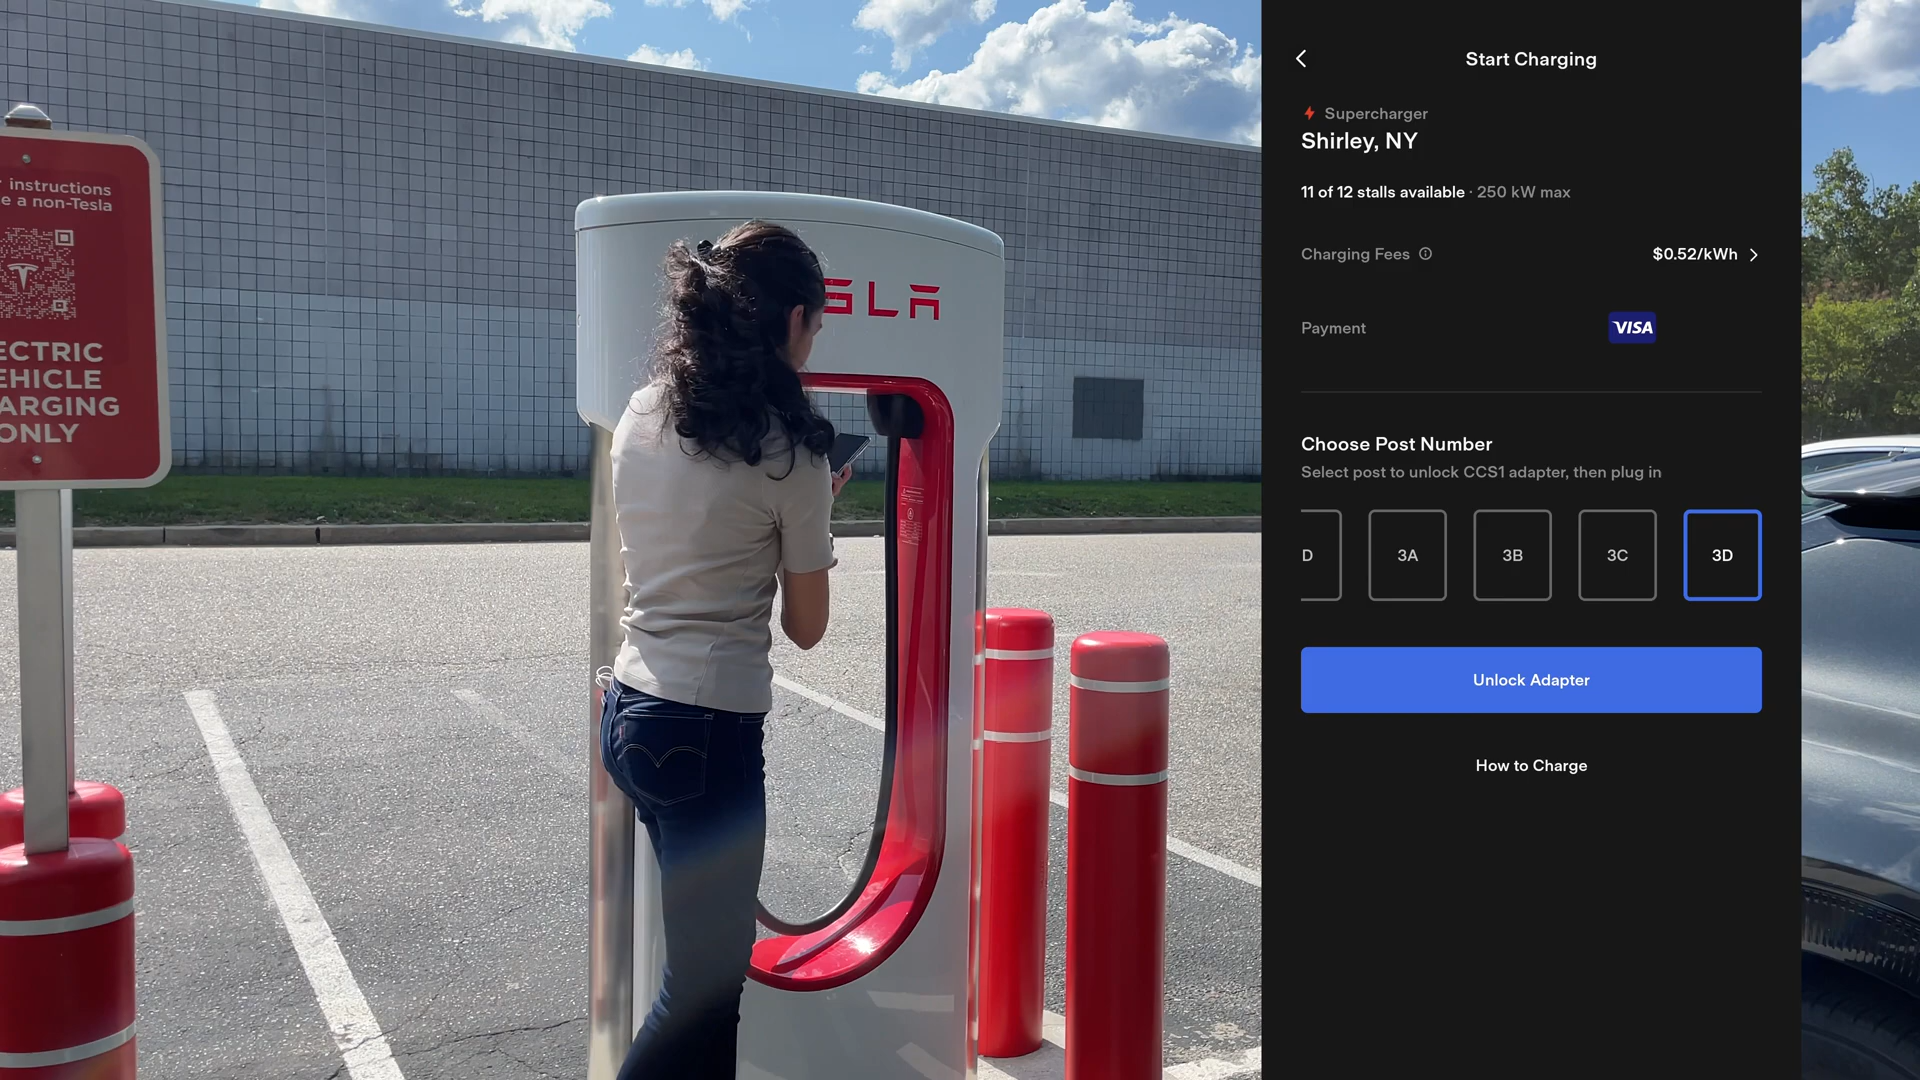 instructions
e a non-Tesla
ECTRIC
EHICLE
ARGING
ONLY
SLA
Start Charging
Supercharger
Shirley, NY
11 of 12 stalls available · 250 kW max
Charging Fees
$0.52/kWh
Payment
VISA
Choose Post Number
Select post to unlock CCS1 adapter, then plug in
D
3A
3B
3C
3D
Unlock Adapter
How to Charge